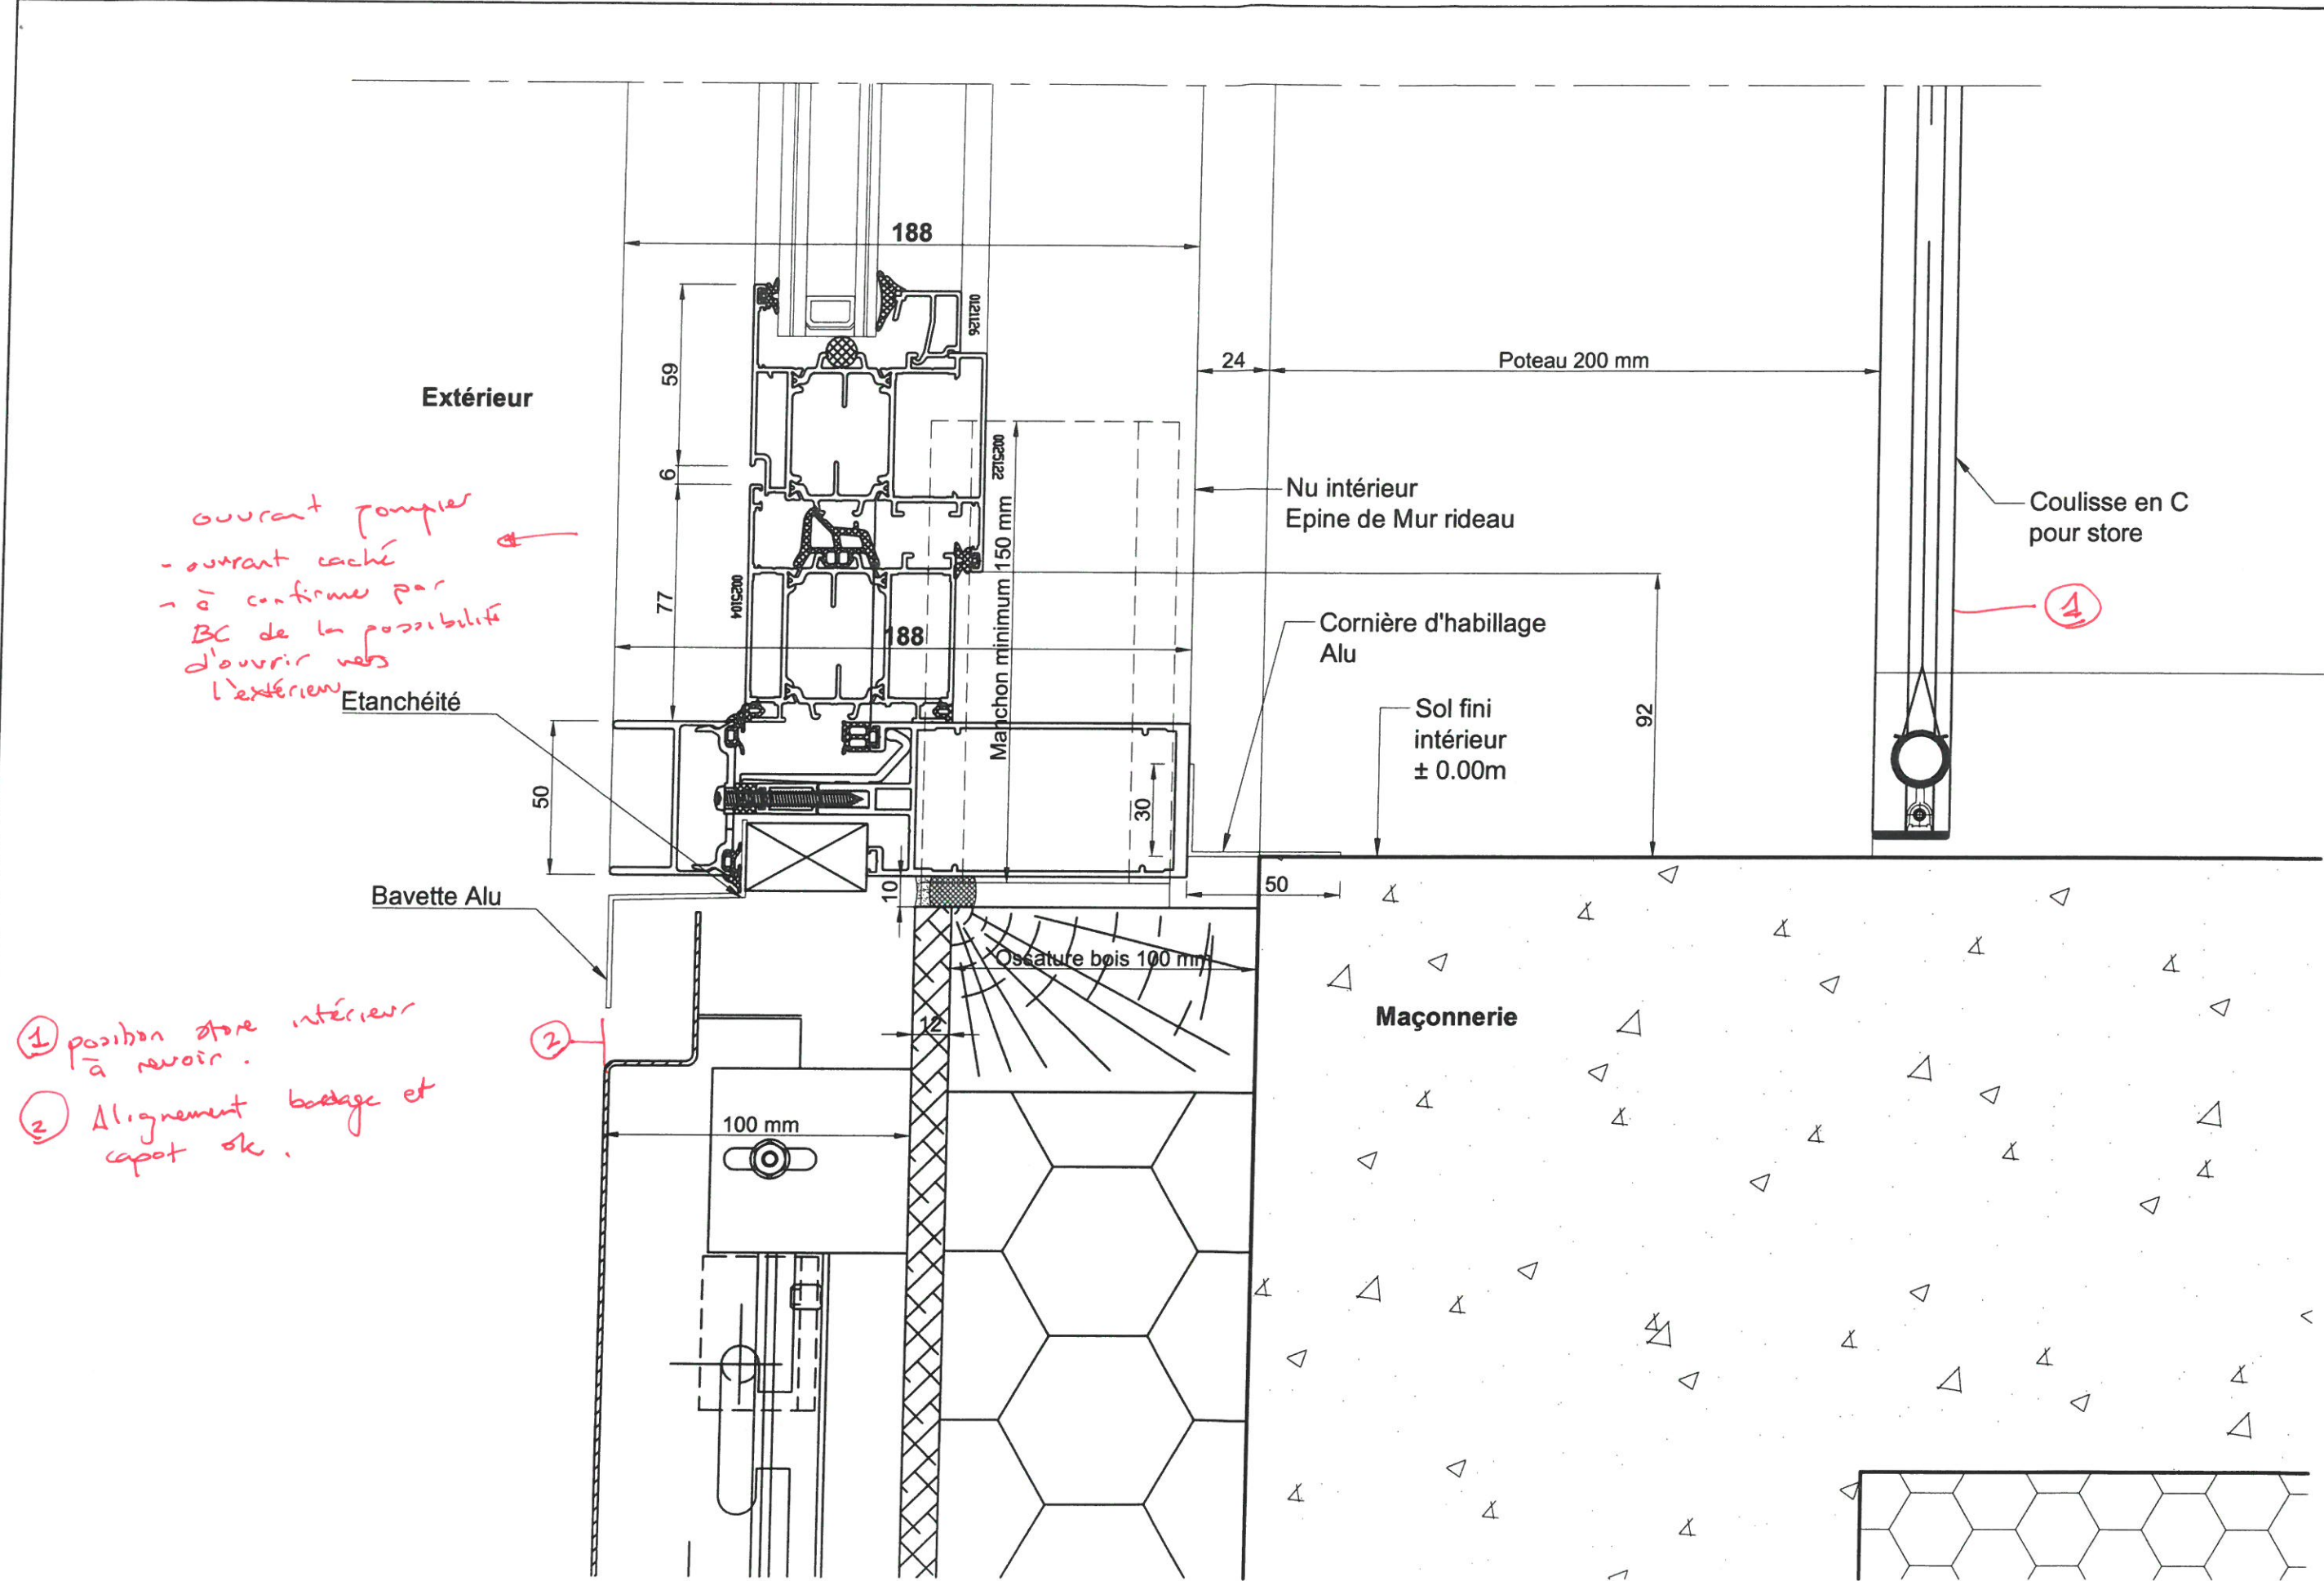 188
0121126
59
24
Poteau 200 mm
Extérieur
6
0025122
Nu intérieur
Epine de Mur rideau
Coulisse en C
pour store
ouvrant pompier
- ouvrant caché
- à confirmer par
BC de la possibilité
d'ouvrir vers
l'extérieur
77
0025104
188
Manchon minimum 150 mm
Cornière d'habillage
Alu
1
Etanchéité
Sol fini
intérieur
± 0.00m
92
50
30
Bavette Alu
10
50
Ossature bois 100 mm
12
Maçonnerie
1 position store intérieur
à revoir.
2
2 Alignement bardage et
capot ok.
100 mm